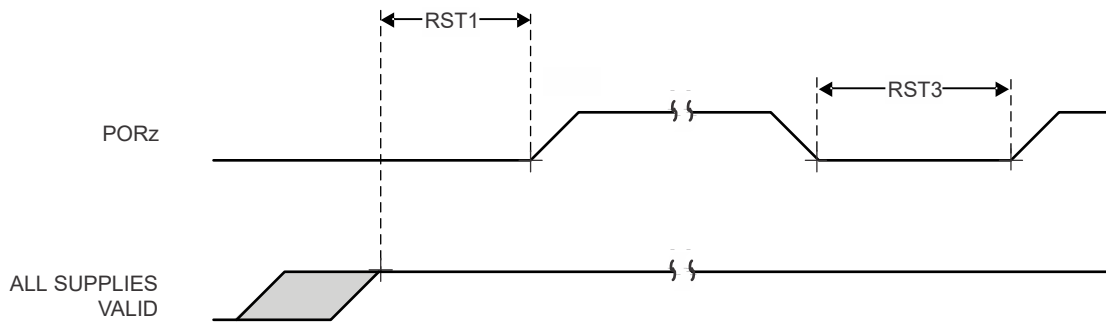 RST1
RST3
PORz
ALL SUPPLIES
VALID